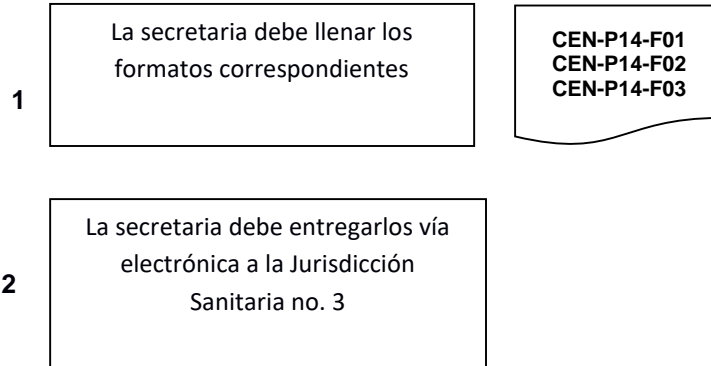 La secretaria debe llenar los
formatos correspondientes
CEN-P14-F01
CEN-P14-F02
CEN-P14-F03
1
La secretaria debe entregarlos vía
electrónica a la Jurisdicción
Sanitaria no. 3
2